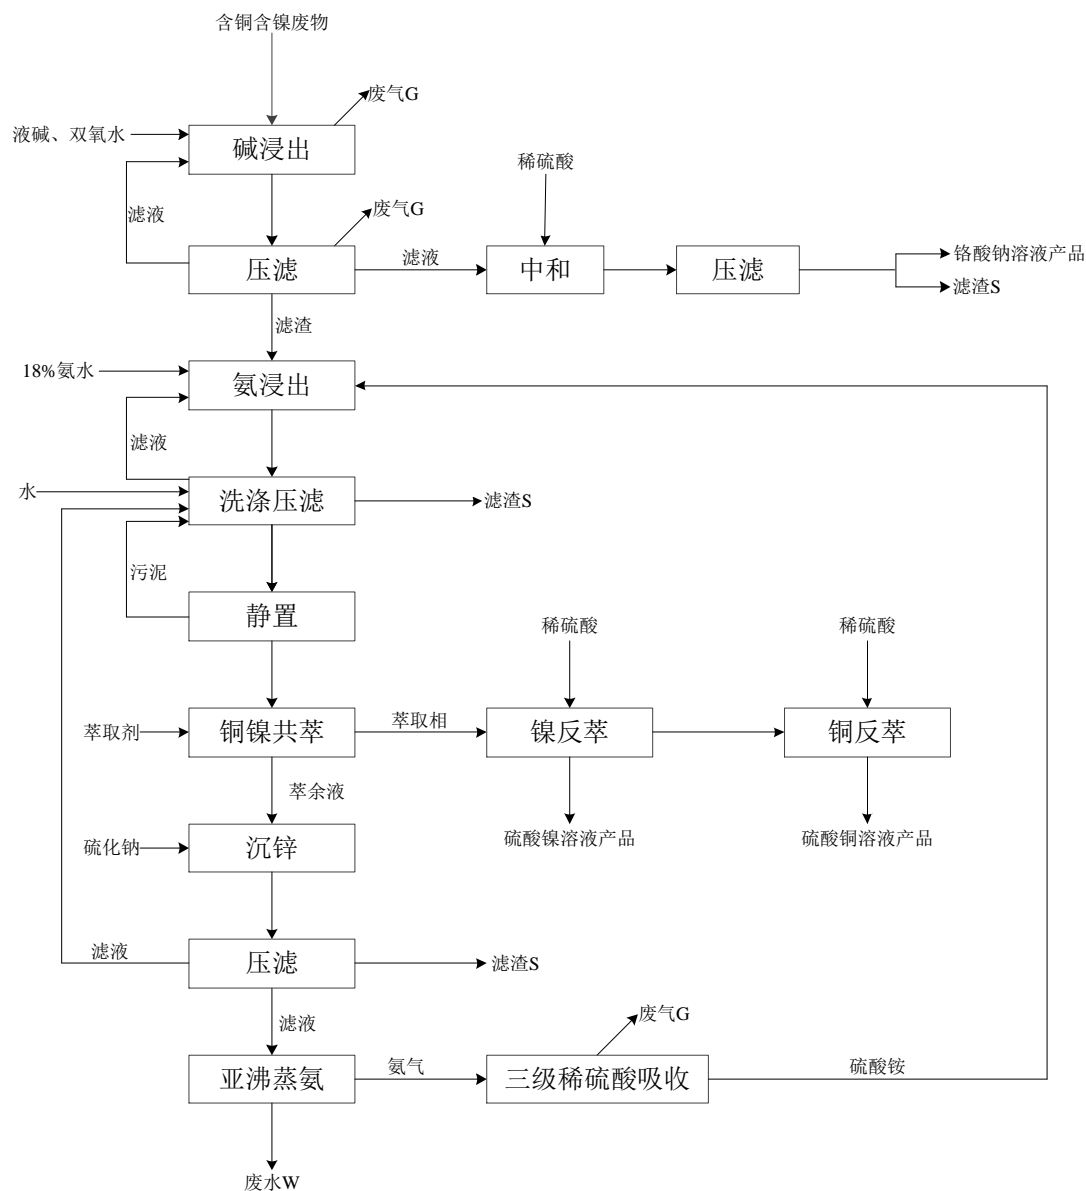 含铜含镍废物
废气G
液碱、双氧水
碱浸出
稀硫酸
滤液
废气G
压滤
滤液
中和
压滤
铬酸钠溶液产品
滤渣S
滤渣
18%氨水
氨浸出
滤液
水
洗涤压滤
滤渣S
污泥
静置
稀硫酸
稀硫酸
萃取剂
铜镍共萃
萃取相
镍反萃
铜反萃
萃余液
硫化钠
沉锌
硫酸镍溶液产品
硫酸铜溶液产品
滤液
压滤
滤渣S
滤液
废气G
亚沸蒸氨
氨气
三级稀硫酸吸收
硫酸铵
废水W